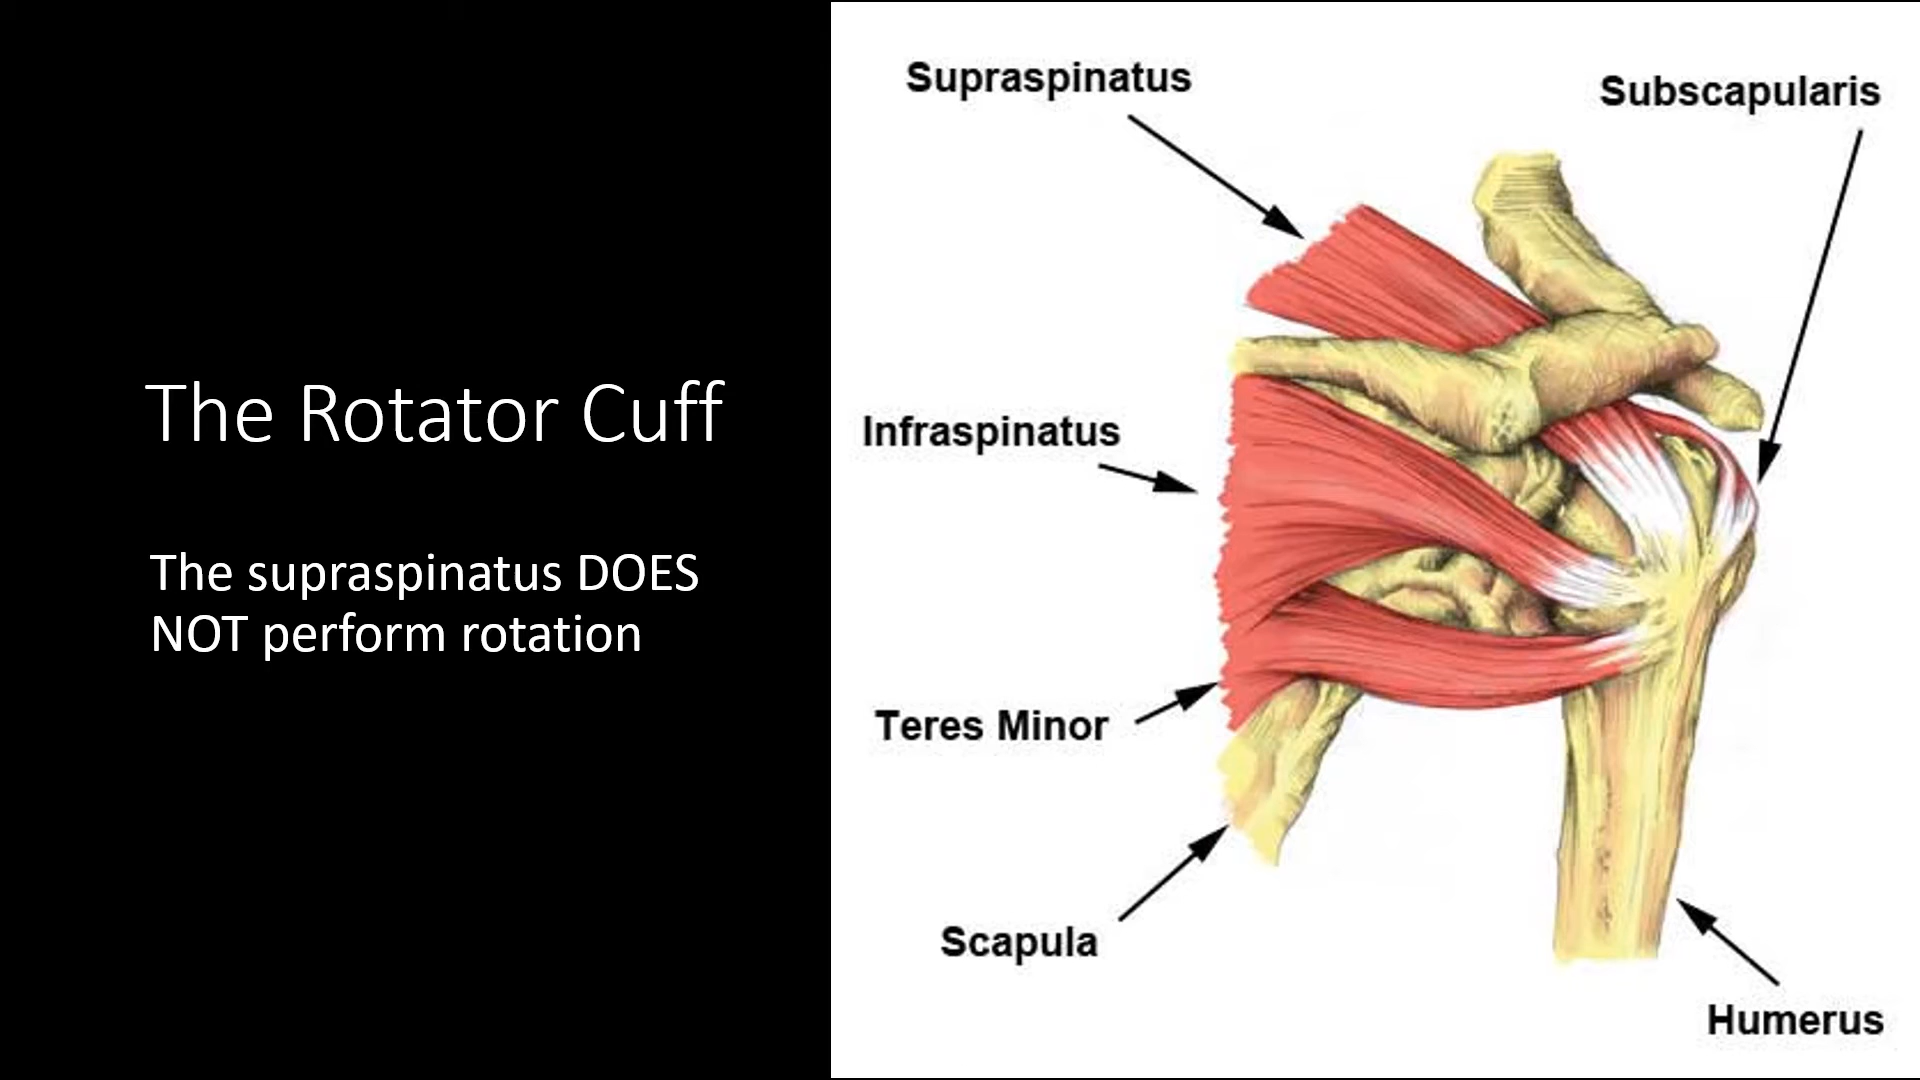 The Rotator Cuff
The supraspinatus DOES
NOT perform rotation
Supraspinatus
Subscapularis
Infraspinatus
Teres Minor
Scapula
Humerus